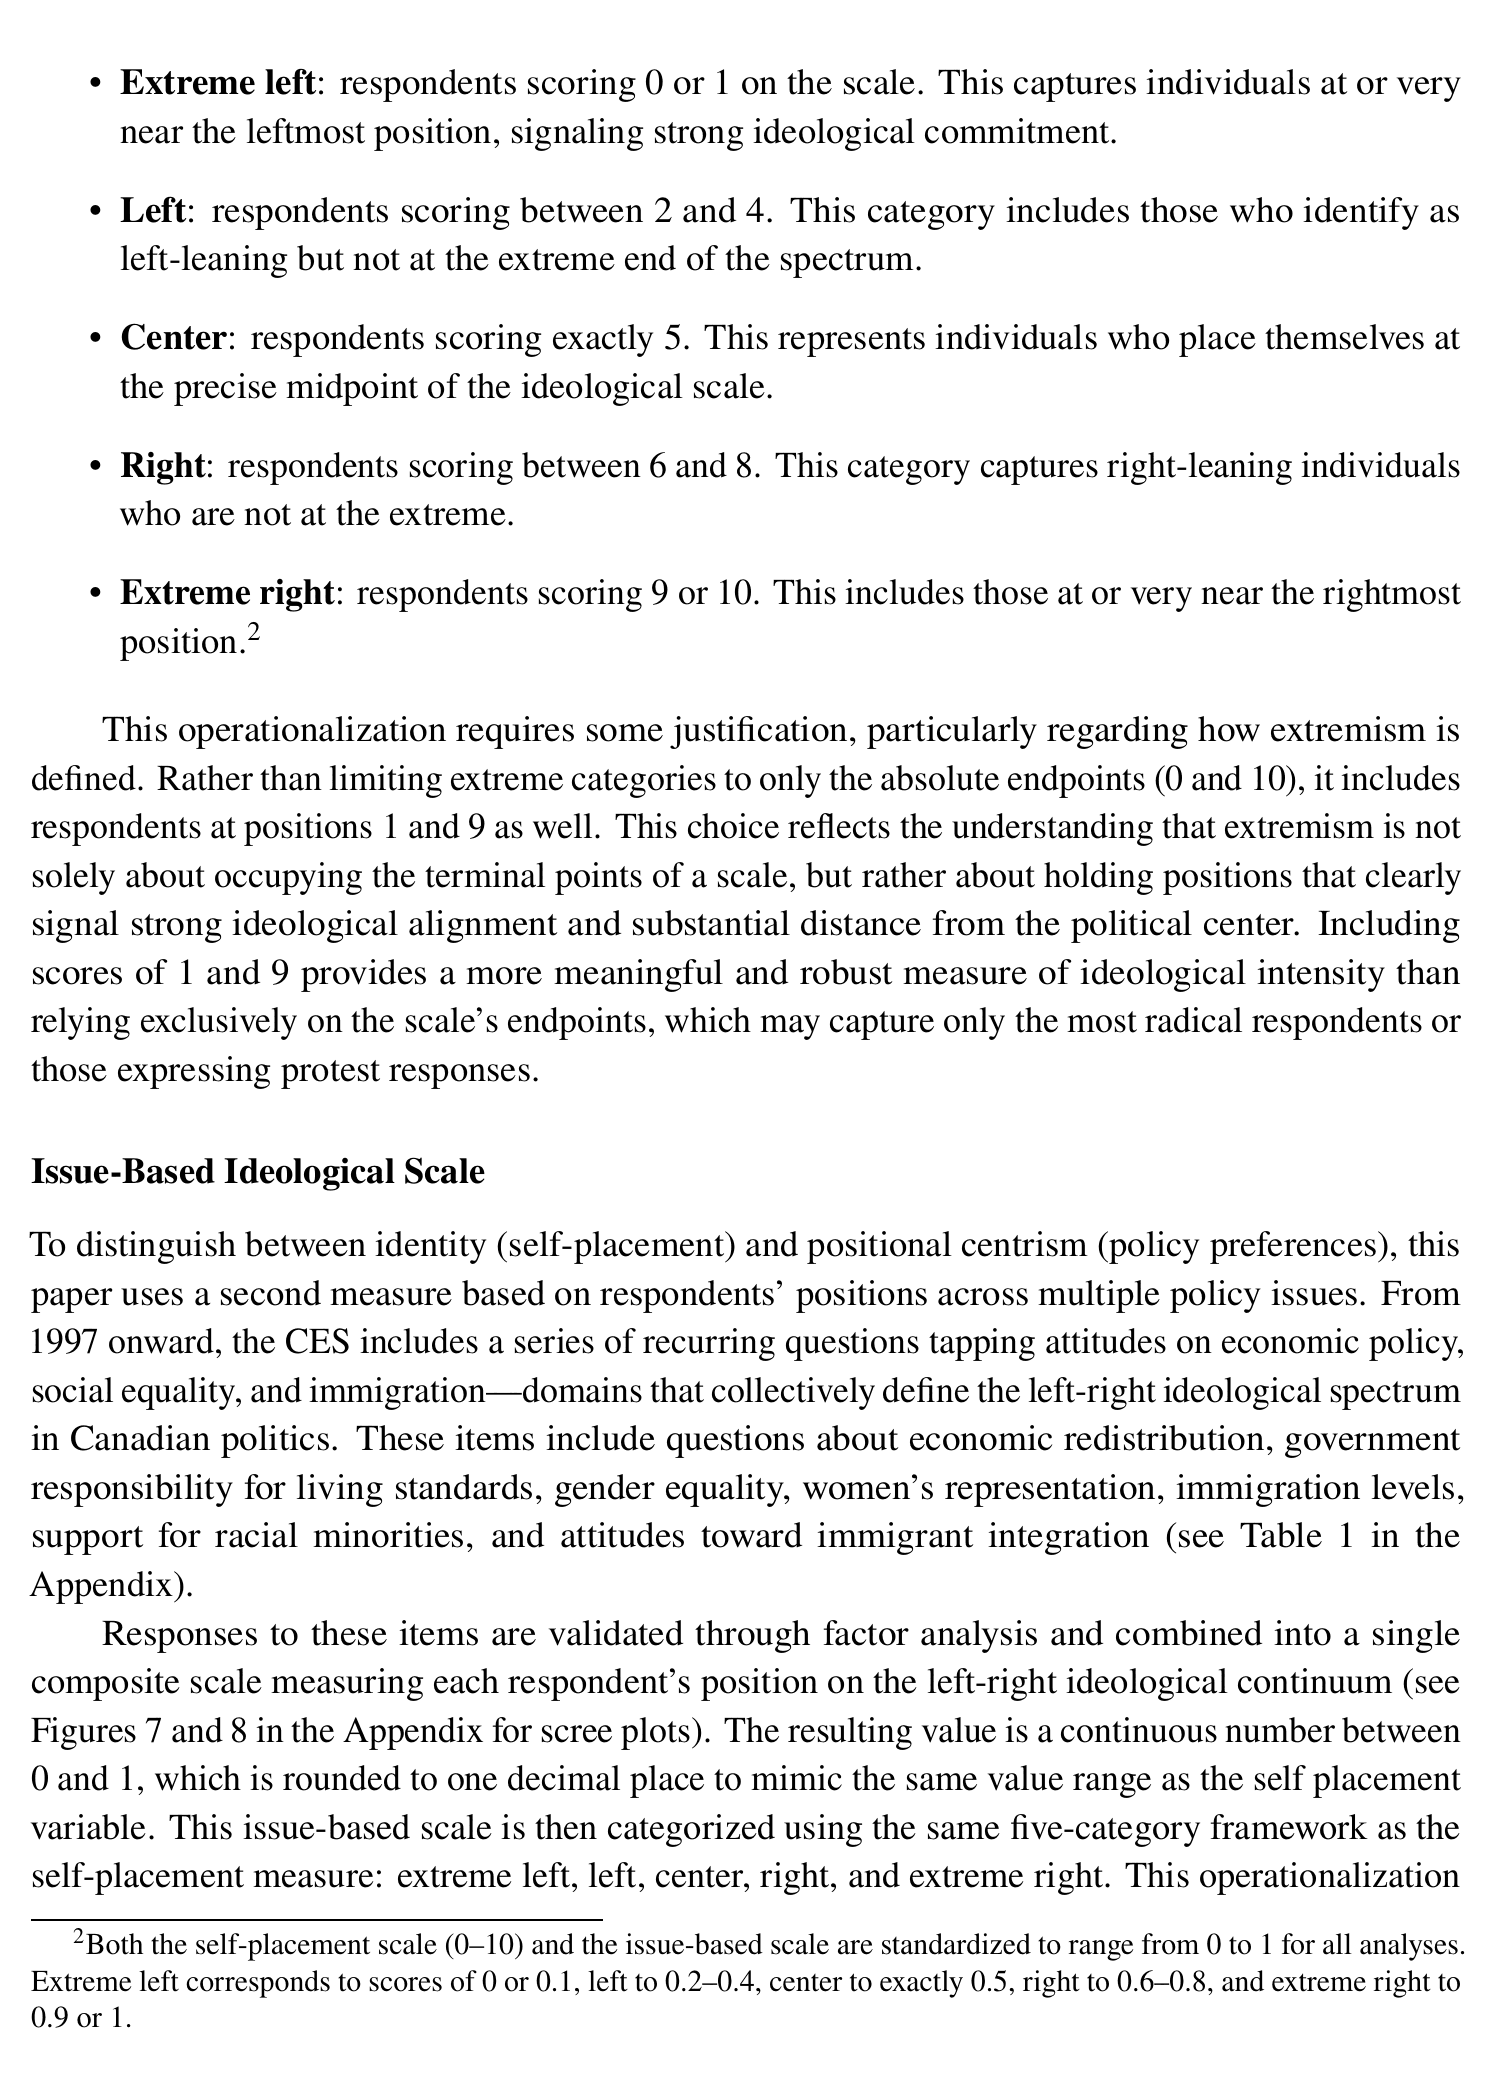 • Extreme left: respondents scoring 0 or 1 on the scale. This captures individuals at or very
near the leftmost position, signaling strong ideological commitment.
• Left: respondents scoring between 2 and 4. This category includes those who identify as
left-leaning but not at the extreme end of the spectrum.
• Center: respondents scoring exactly 5. This represents individuals who place themselves at
the precise midpoint of the ideological scale.
• Right: respondents scoring between 6 and 8. This category captures right-leaning individuals
who are not at the extreme.
• Extreme right: respondents scoring 9 or 10. This includes those at or very near the rightmost
position.2
This operationalization requires some justification, particularly regarding how extremism is
defined. Rather than limiting extreme categories to only the absolute endpoints (0 and 10), it includes
respondents at positions 1 and 9 as well. This choice reflects the understanding that extremism is not
solely about occupying the terminal points of a scale, but rather about holding positions that clearly
signal strong ideological alignment and substantial distance from the political center. Including
scores of 1 and 9 provides a more meaningful and robust measure of ideological intensity than
relying exclusively on the scale’s endpoints, which may capture only the most radical respondents or
those expressing protest responses.
Issue-Based Ideological Scale
To distinguish between identity (self-placement) and positional centrism (policy preferences), this
paper uses a second measure based on respondents’ positions across multiple policy issues. From
1997 onward, the CES includes a series of recurring questions tapping attitudes on economic policy,
social equality, and immigration—domains that collectively define the left-right ideological spectrum
in Canadian politics. These items include questions about economic redistribution, government
responsibility for living standards, gender equality, women’s representation, immigration levels,
support for racial minorities, and attitudes toward immigrant integration (see Table 1 in the
Appendix).
Responses to these items are validated through factor analysis and combined into a single
composite scale measuring each respondent’s position on the left-right ideological continuum (see
Figures 7 and 8 in the Appendix for scree plots). The resulting value is a continuous number between
0 and 1, which is rounded to one decimal place to mimic the same value range as the self placement
variable. This issue-based scale is then categorized using the same five-category framework as the
self-placement measure: extreme left, left, center, right, and extreme right. This operationalization
2Both the self-placement scale (0–10) and the issue-based scale are standardized to range from 0 to 1 for all analyses.
Extreme left corresponds to scores of 0 or 0.1, left to 0.2–0.4, center to exactly 0.5, right to 0.6–0.8, and extreme right to
0.9 or 1.